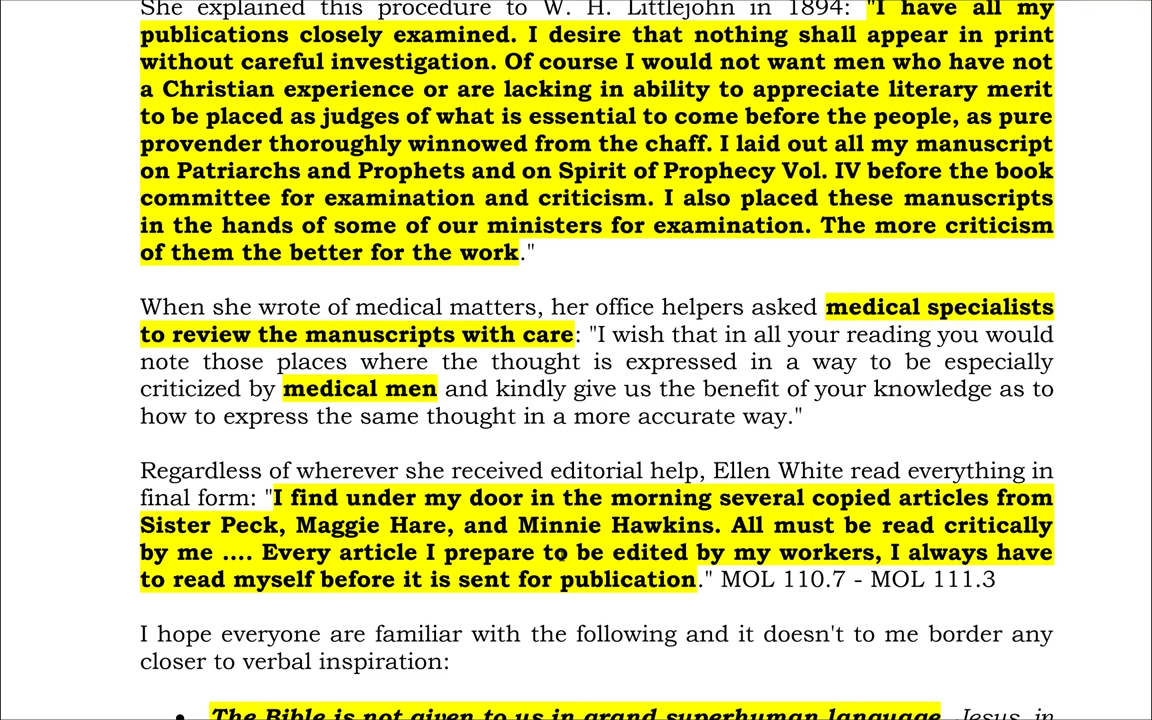 She explained this procedure to W. H. Littlejohn in 1894: "I have all my
publications closely examined. I desire that nothing shall appear in print
without careful investigation. Of course I would not want men who have not
a Christian experience or are lacking in ability to appreciate literary merit
to be placed as judges of what is essential to come before the people, as pure
provender thoroughly winnowed from the chaff. I laid out all my manuscript
on Patriarchs and Prophets and on Spirit of Prophecy Vol. IV before the book
committee for examination and criticism. I also placed these manuscripts
in the hands of some of our ministers for examination. The more criticism
of them the better for the work."
When she wrote of medical matters, her office helpers asked medical specialists
to review the manuscripts with care: "I wish that in all your reading you would
note those places where the thought is expressed in a way to be especially
criticized by medical men and kindly give us the benefit of your knowledge as to
how to express the same thought in a more accurate way."
Regardless of wherever she received editorial help, Ellen White read everything in
final form: "I find under my door in the morning several copied articles from
Sister Peck, Maggie Hare, and Minnie Hawkins. All must be read critically
by me .... Every article I prepare to be edited by my workers, I always have
to read myself before it is sent for publication." MOL 110.7 - MOL 111.3
I hope everyone are familiar with the following and it doesn't to me border any
closer to verbal inspiration:
• The Bible is not given to us in grand superhuman language. Jesus, in